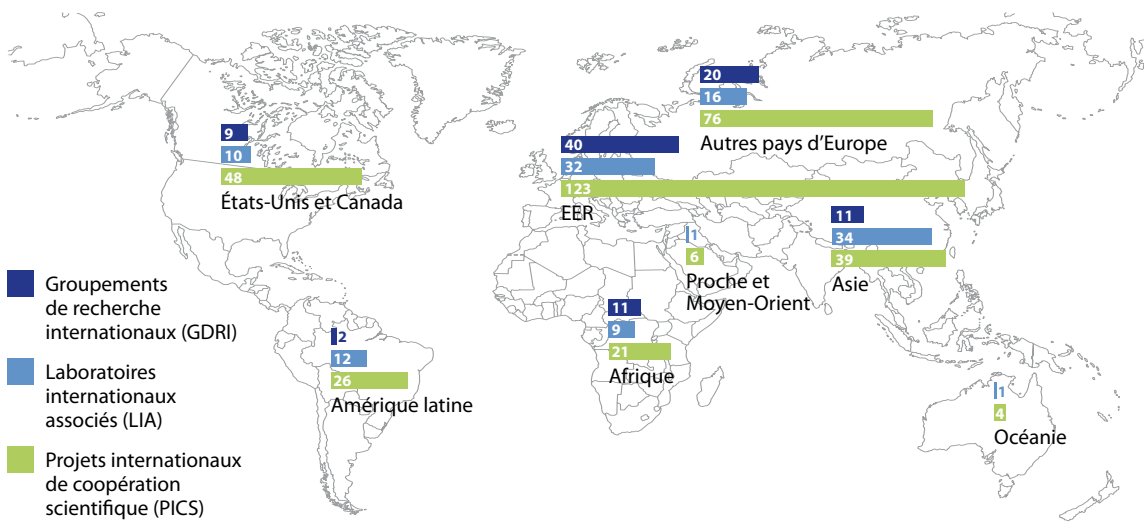 20
16
76
Autres pays d'Europe
9
10
48
États-Unis et Canada
40
32
123
EER
11
34
39
Asie
1
6
Proche et
Moyen-Orient
Groupements
de recherche
internationaux (GDRI)
11
9
21
Afrique
2
12
26
Amérique latine
Laboratoires
internationaux
associés (LIA)
1
4
Océanie
Projets internationaux
de coopération
scientifique (PICS)